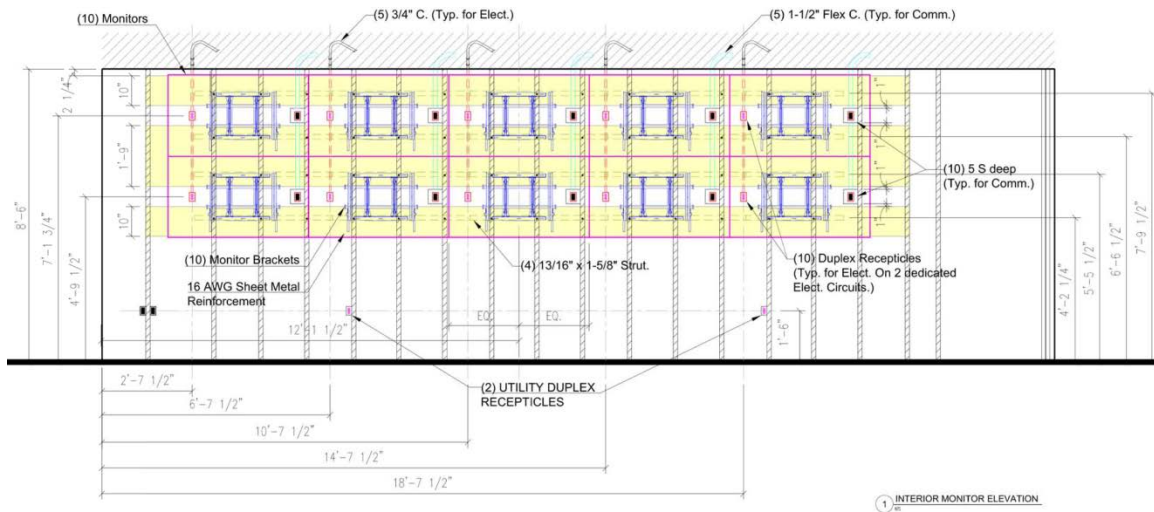 (10) Monitors
(5) 3/4" C. (Typ. for Elect.)
(5) 1-1/2" Flex C. (Typ. for Comm.)
2 1/4"
10"
1'-9"
10"
8'-6"
7'-1 3/4"
4'-9 1/2"
1"
1"
1"
1"
(10) 5 S deep
(Typ. for Comm.)
7'-9 1/2"
6'-6 1/2"
5'-5 1/2"
4'-2 1/4"
(10) Monitor Brackets
16 AWG Sheet Metal
Reinforcement
(4) 13/16" x 1-5/8" Strut.
(10) Duplex Recepticles
(Typ. for Elect. On 2 dedicated
Elect. Circuits.)
EQ.
EQ.
12'-11 1/2"
1'-6"
2'-7 1/2"
(2) UTILITY DUPLEX
RECEPTICLES
6'-7 1/2"
10'-7 1/2"
14'-7 1/2"
18'-7 1/2"
1 INTERIOR MONITOR ELEVATION